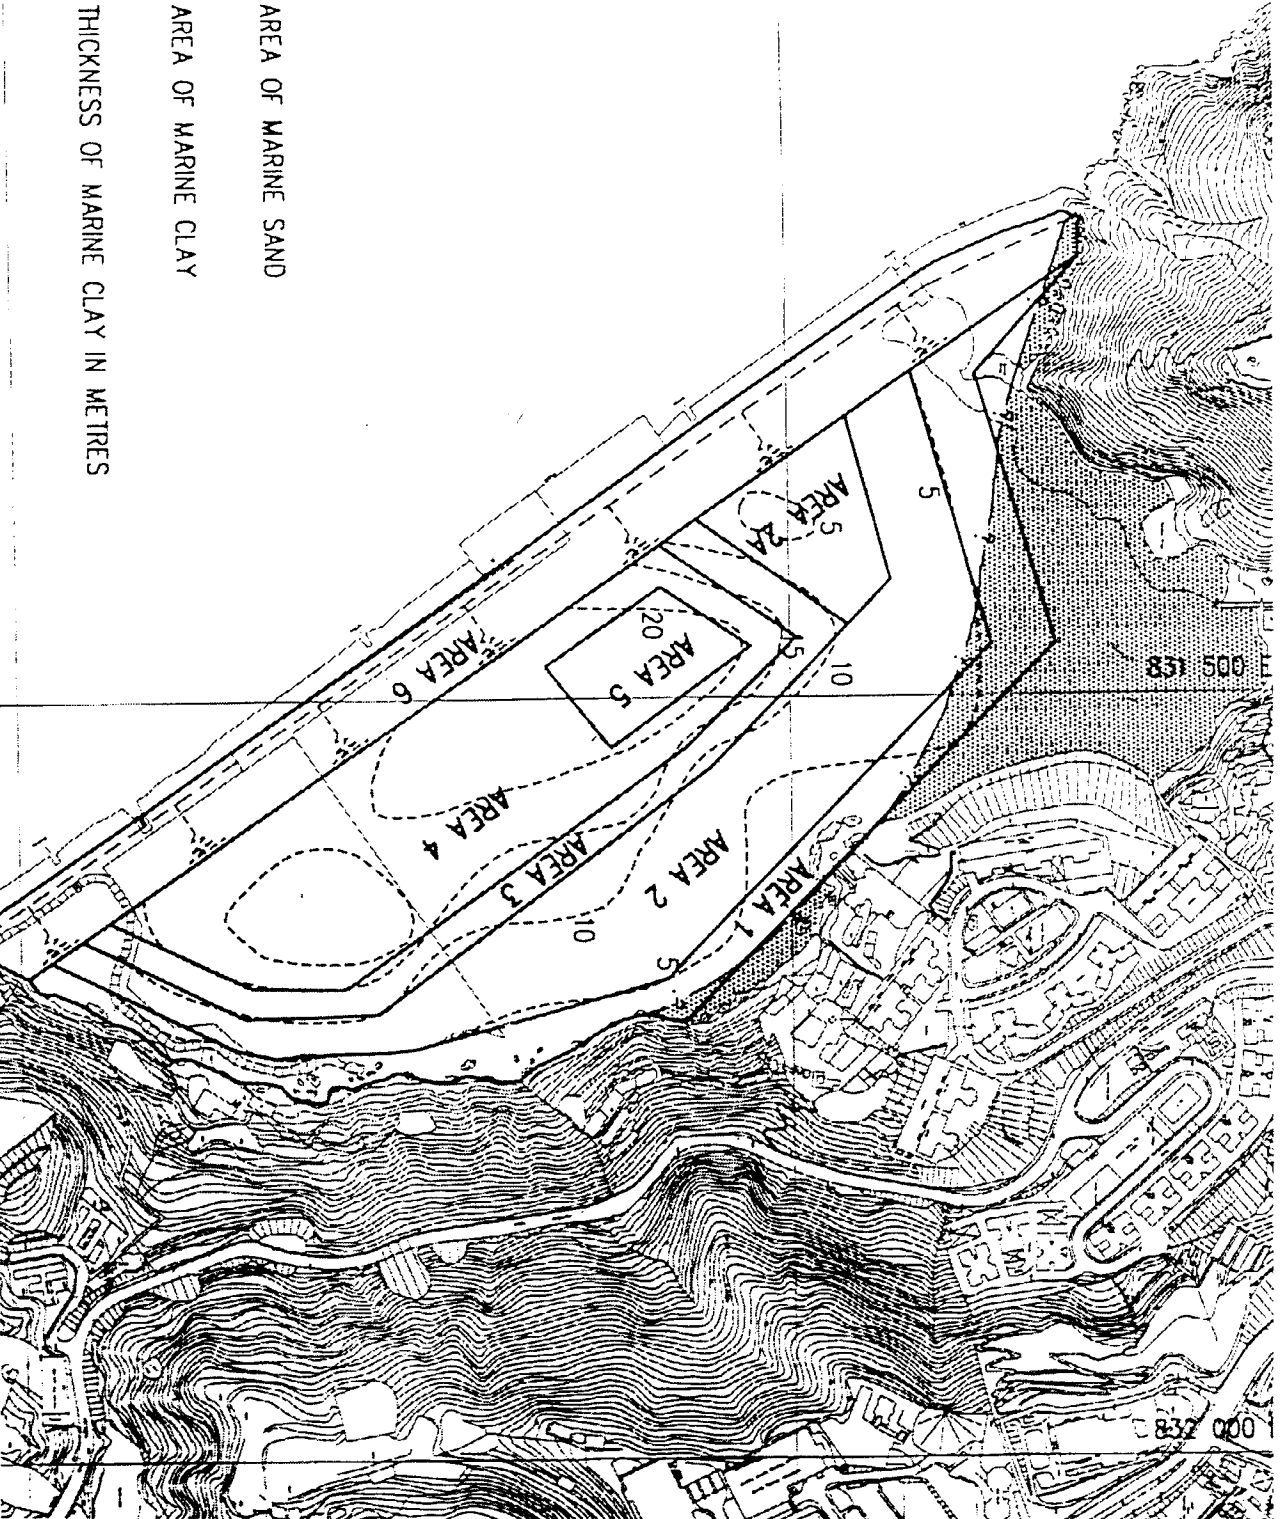 AREA OF MARINE SAND
AREA OF MARINE CLAY
THICKNESS OF MARINE CLAY IN METRES
831 500 E
832 000
AREA 2A
5
5
AREA 5
20
15
10
AREA 6
AREA 4
AREA 3
AREA 2
AREA 1
10
5